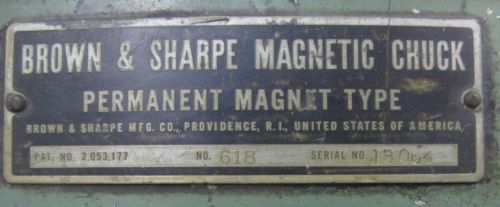 BROWN & SHARPE MAGNETIC CHUCK
PERMANENT MAGNET TYPE
BROWN & SHARPE MFG. CO., PROVIDENCE, R.I., UNITED STATES OF AMERICA
PAT. NO. 2,053,177 NO. 618 SERIAL NO.